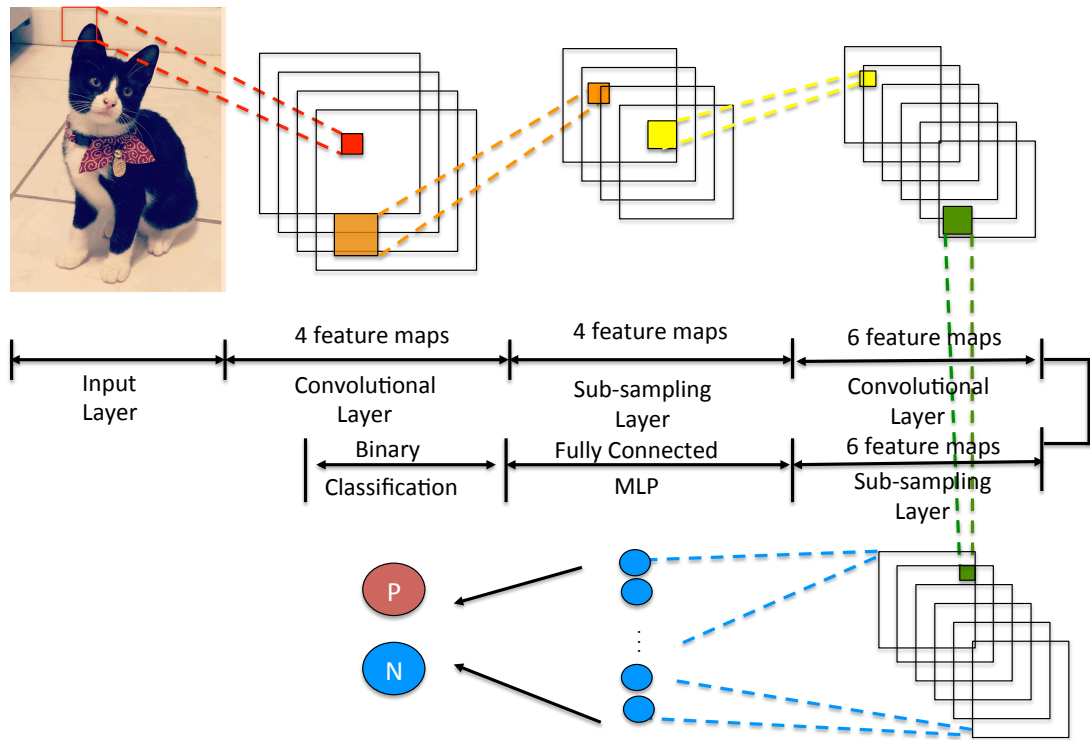 4 feature maps
4 feature maps
6 feature maps
Input
Layer
Convolutional
Layer
Sub-sampling
Layer
Convolutional
Layer
Binary
Classification
Fully Connected
MLP
6 feature maps
Sub-sampling
Layer
P
N